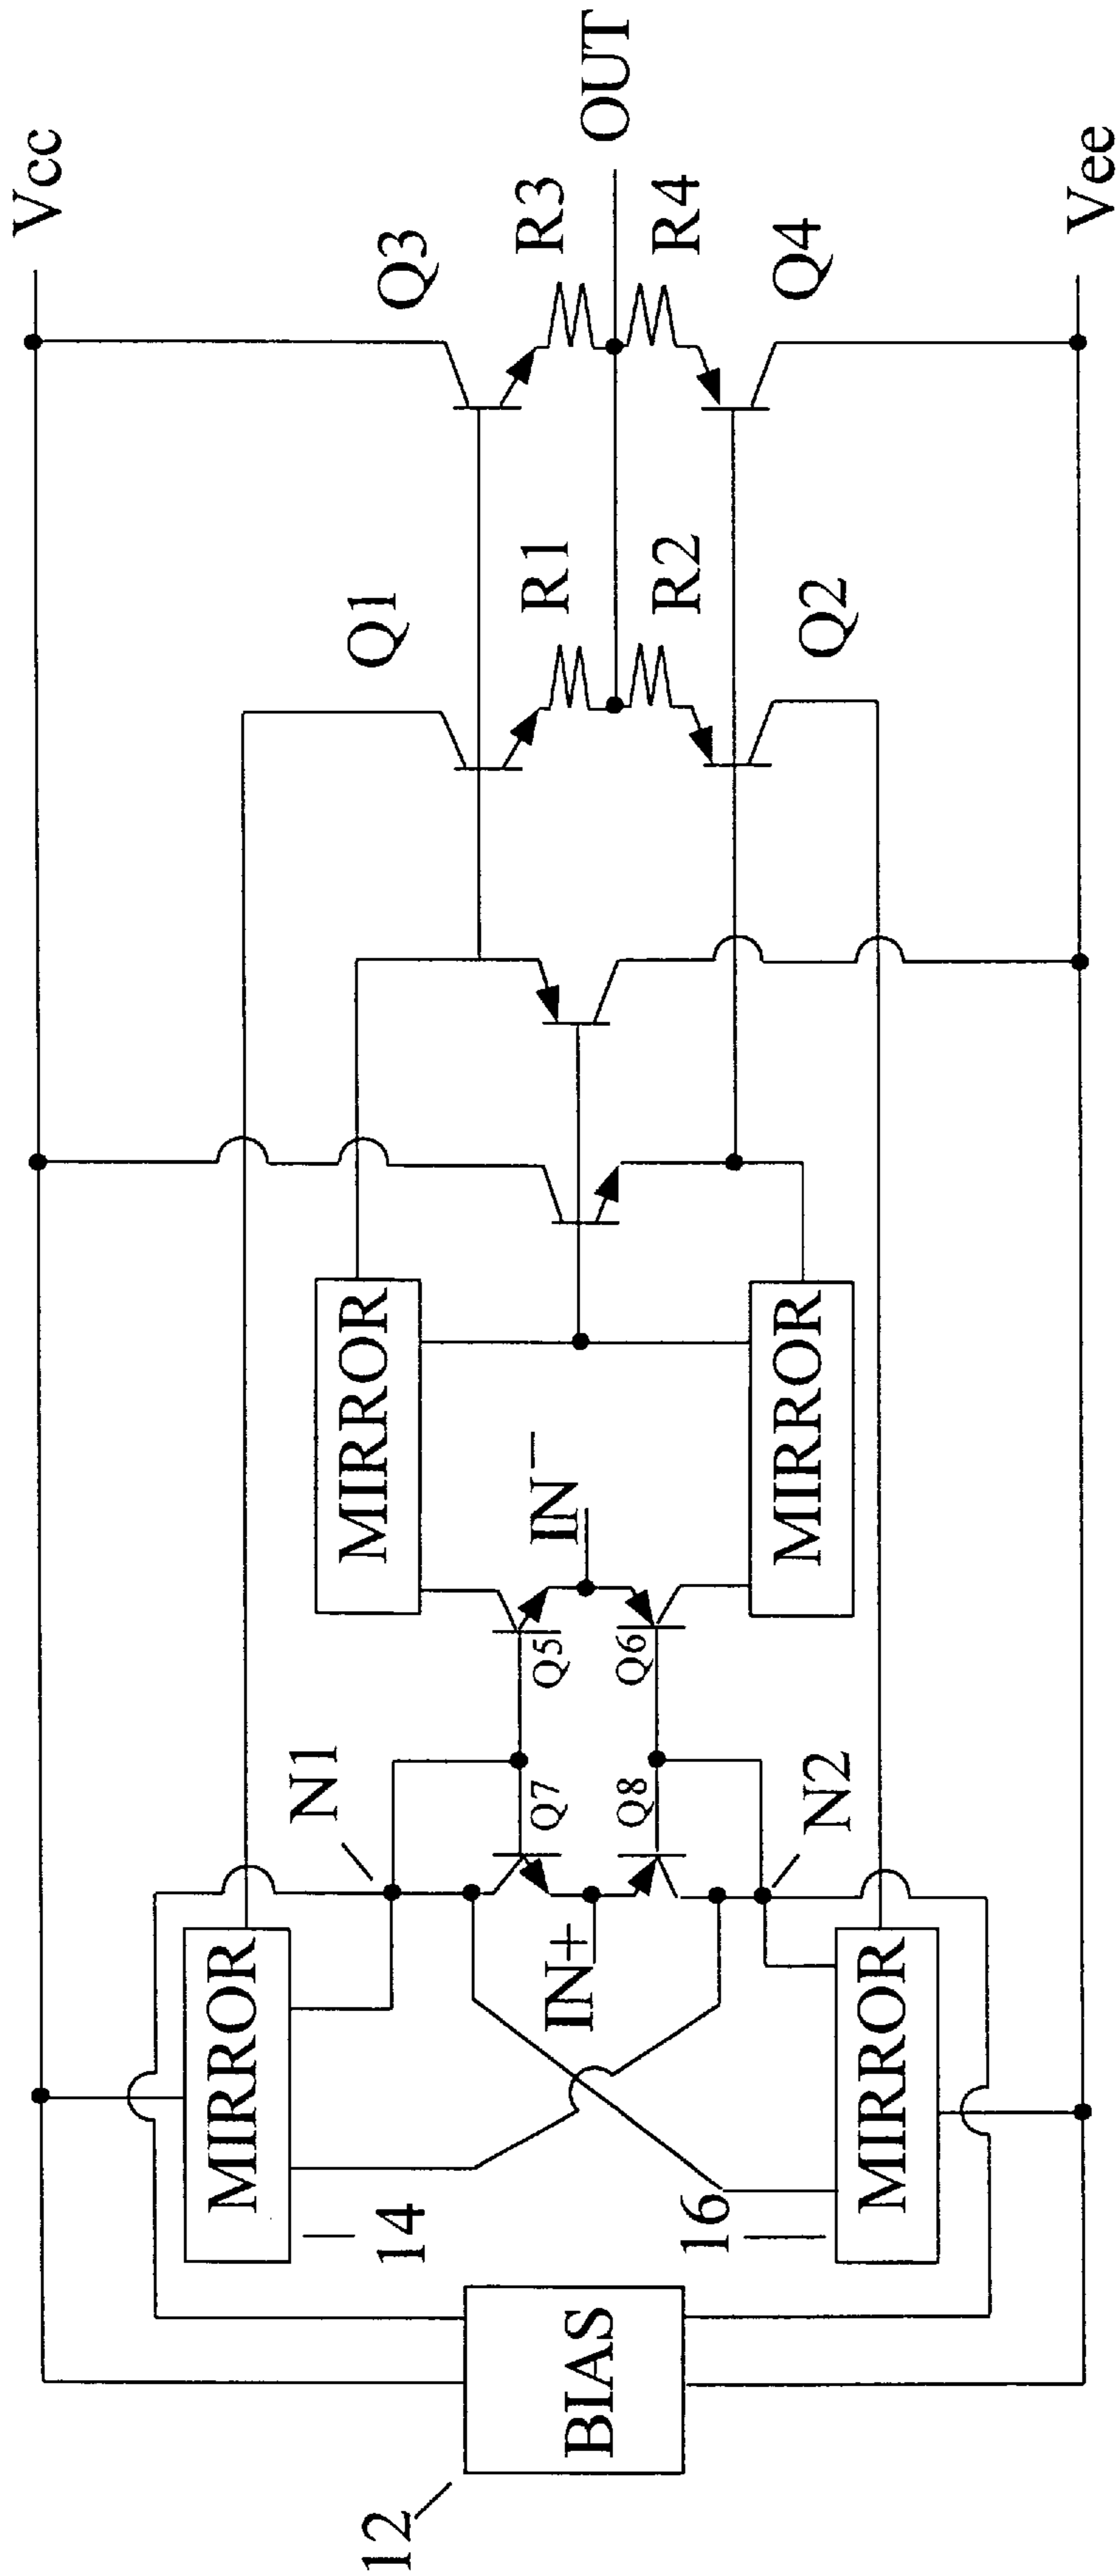 Vcc
Q3
R3
OUT
R4
Q4
Vee
Q1
R1
R2
Q2
MIRROR
MIRROR
IN−
Q5
Q6
N1
Q7
Q8
N2
IN+
MIRROR
14
16
MIRROR
BIAS
12